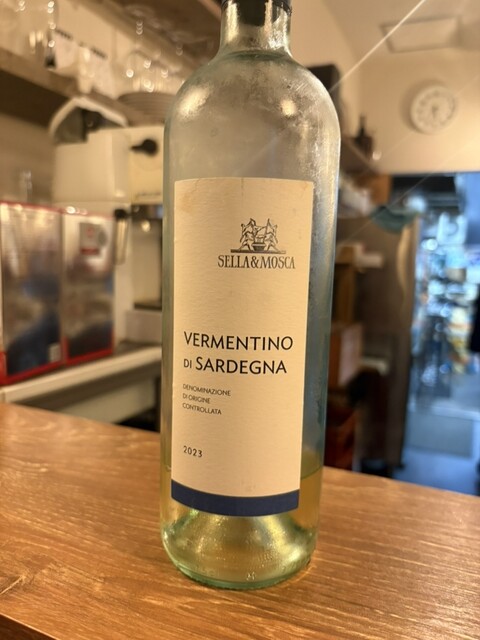 SELLA&MOSCA
VERMENTINO
DI SARDEGNA
DENOMINAZIONE
DI ORIGINE
CONTROLLATA
2023